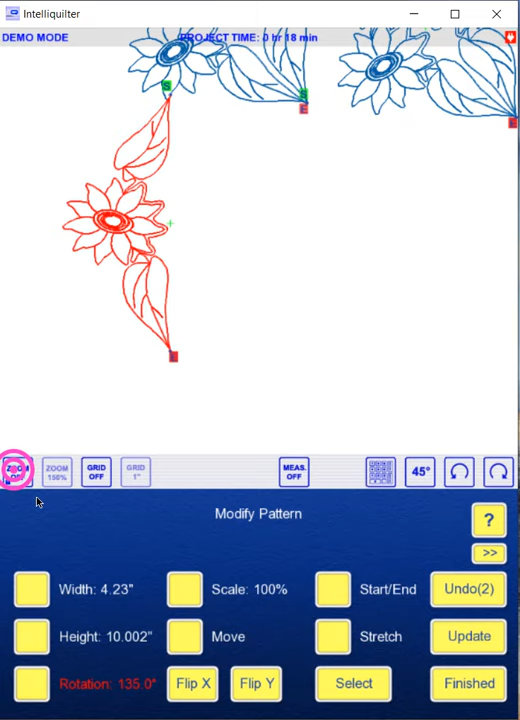 Intelliquilter
DEMO MODE
PROJECT TIME: 0 hr 18 min
S
S
E
E
E
ZOOM
OFF
ZOOM
150%
GRID
OFF
GRID
1"
MEAS.
OFF
45°
Modify Pattern
?
>>
Width: 4.23"
Scale: 100%
Start/End
Undo(2)
Height: 10.002"
Move
Stretch
Update
Rotation: 135.0°
Flip X
Flip Y
Select
Finished